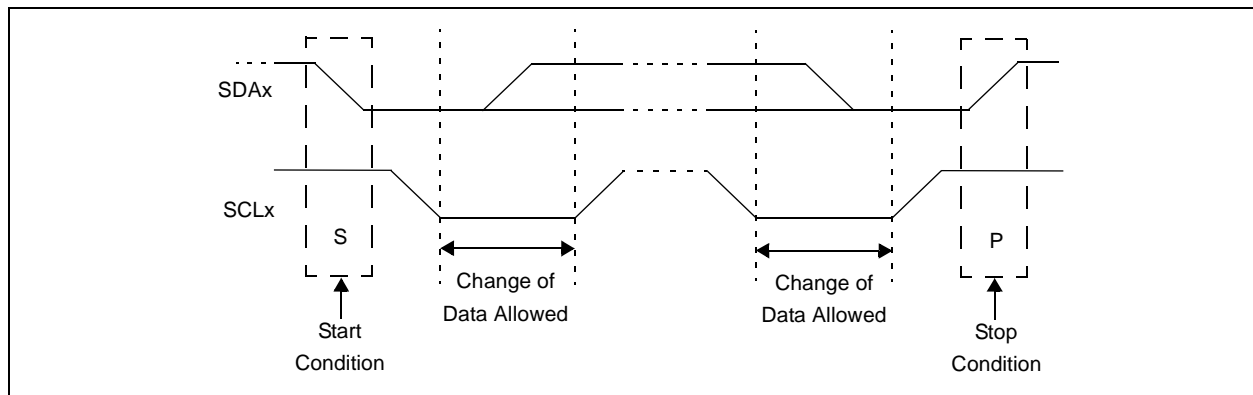 SDAx
SCLx
S
P
Change of
Data Allowed
Change of
Data Allowed
Start
Condition
Stop
Condition